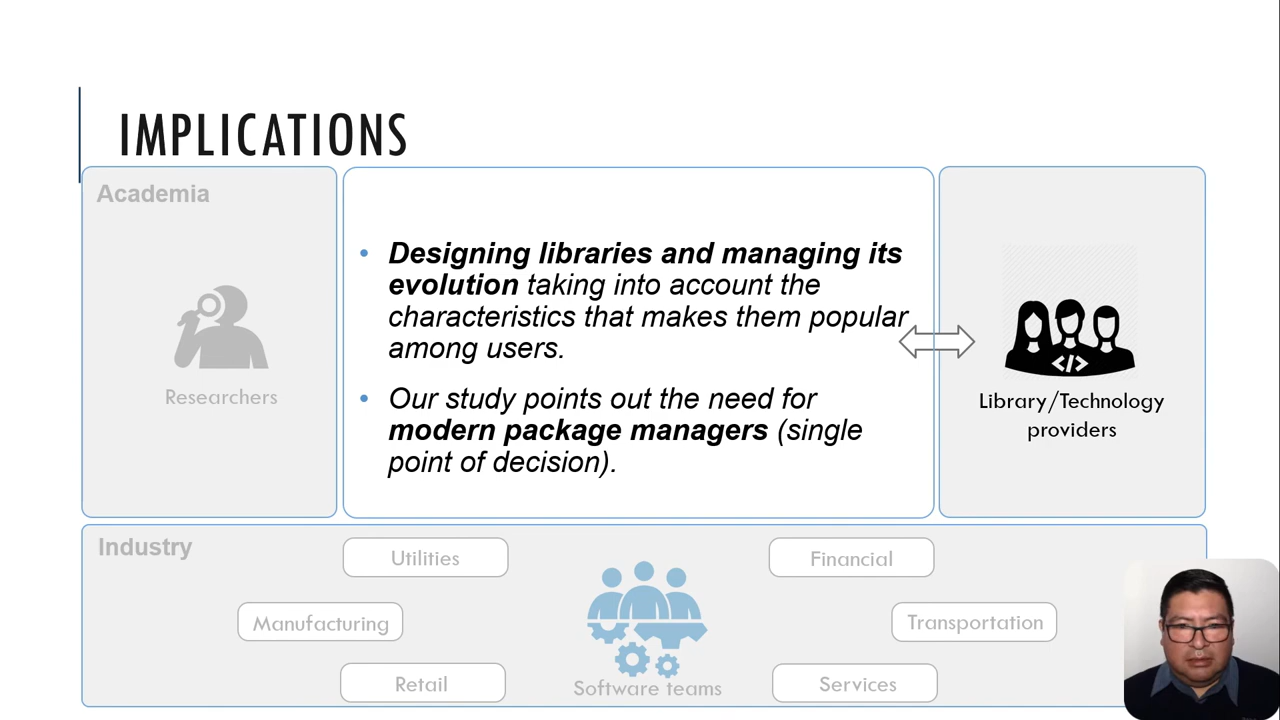 IMPLICATIONS
Academia
Researchers
• Designing libraries and managing its
evolution taking into account the
characteristics that makes them popular
among users.
• Our study points out the need for
modern package managers (single
point of decision).
</>
Library/Technology
providers
Industry
Utilities
Financial
Manufacturing
Transportation
Retail
Software teams
Services